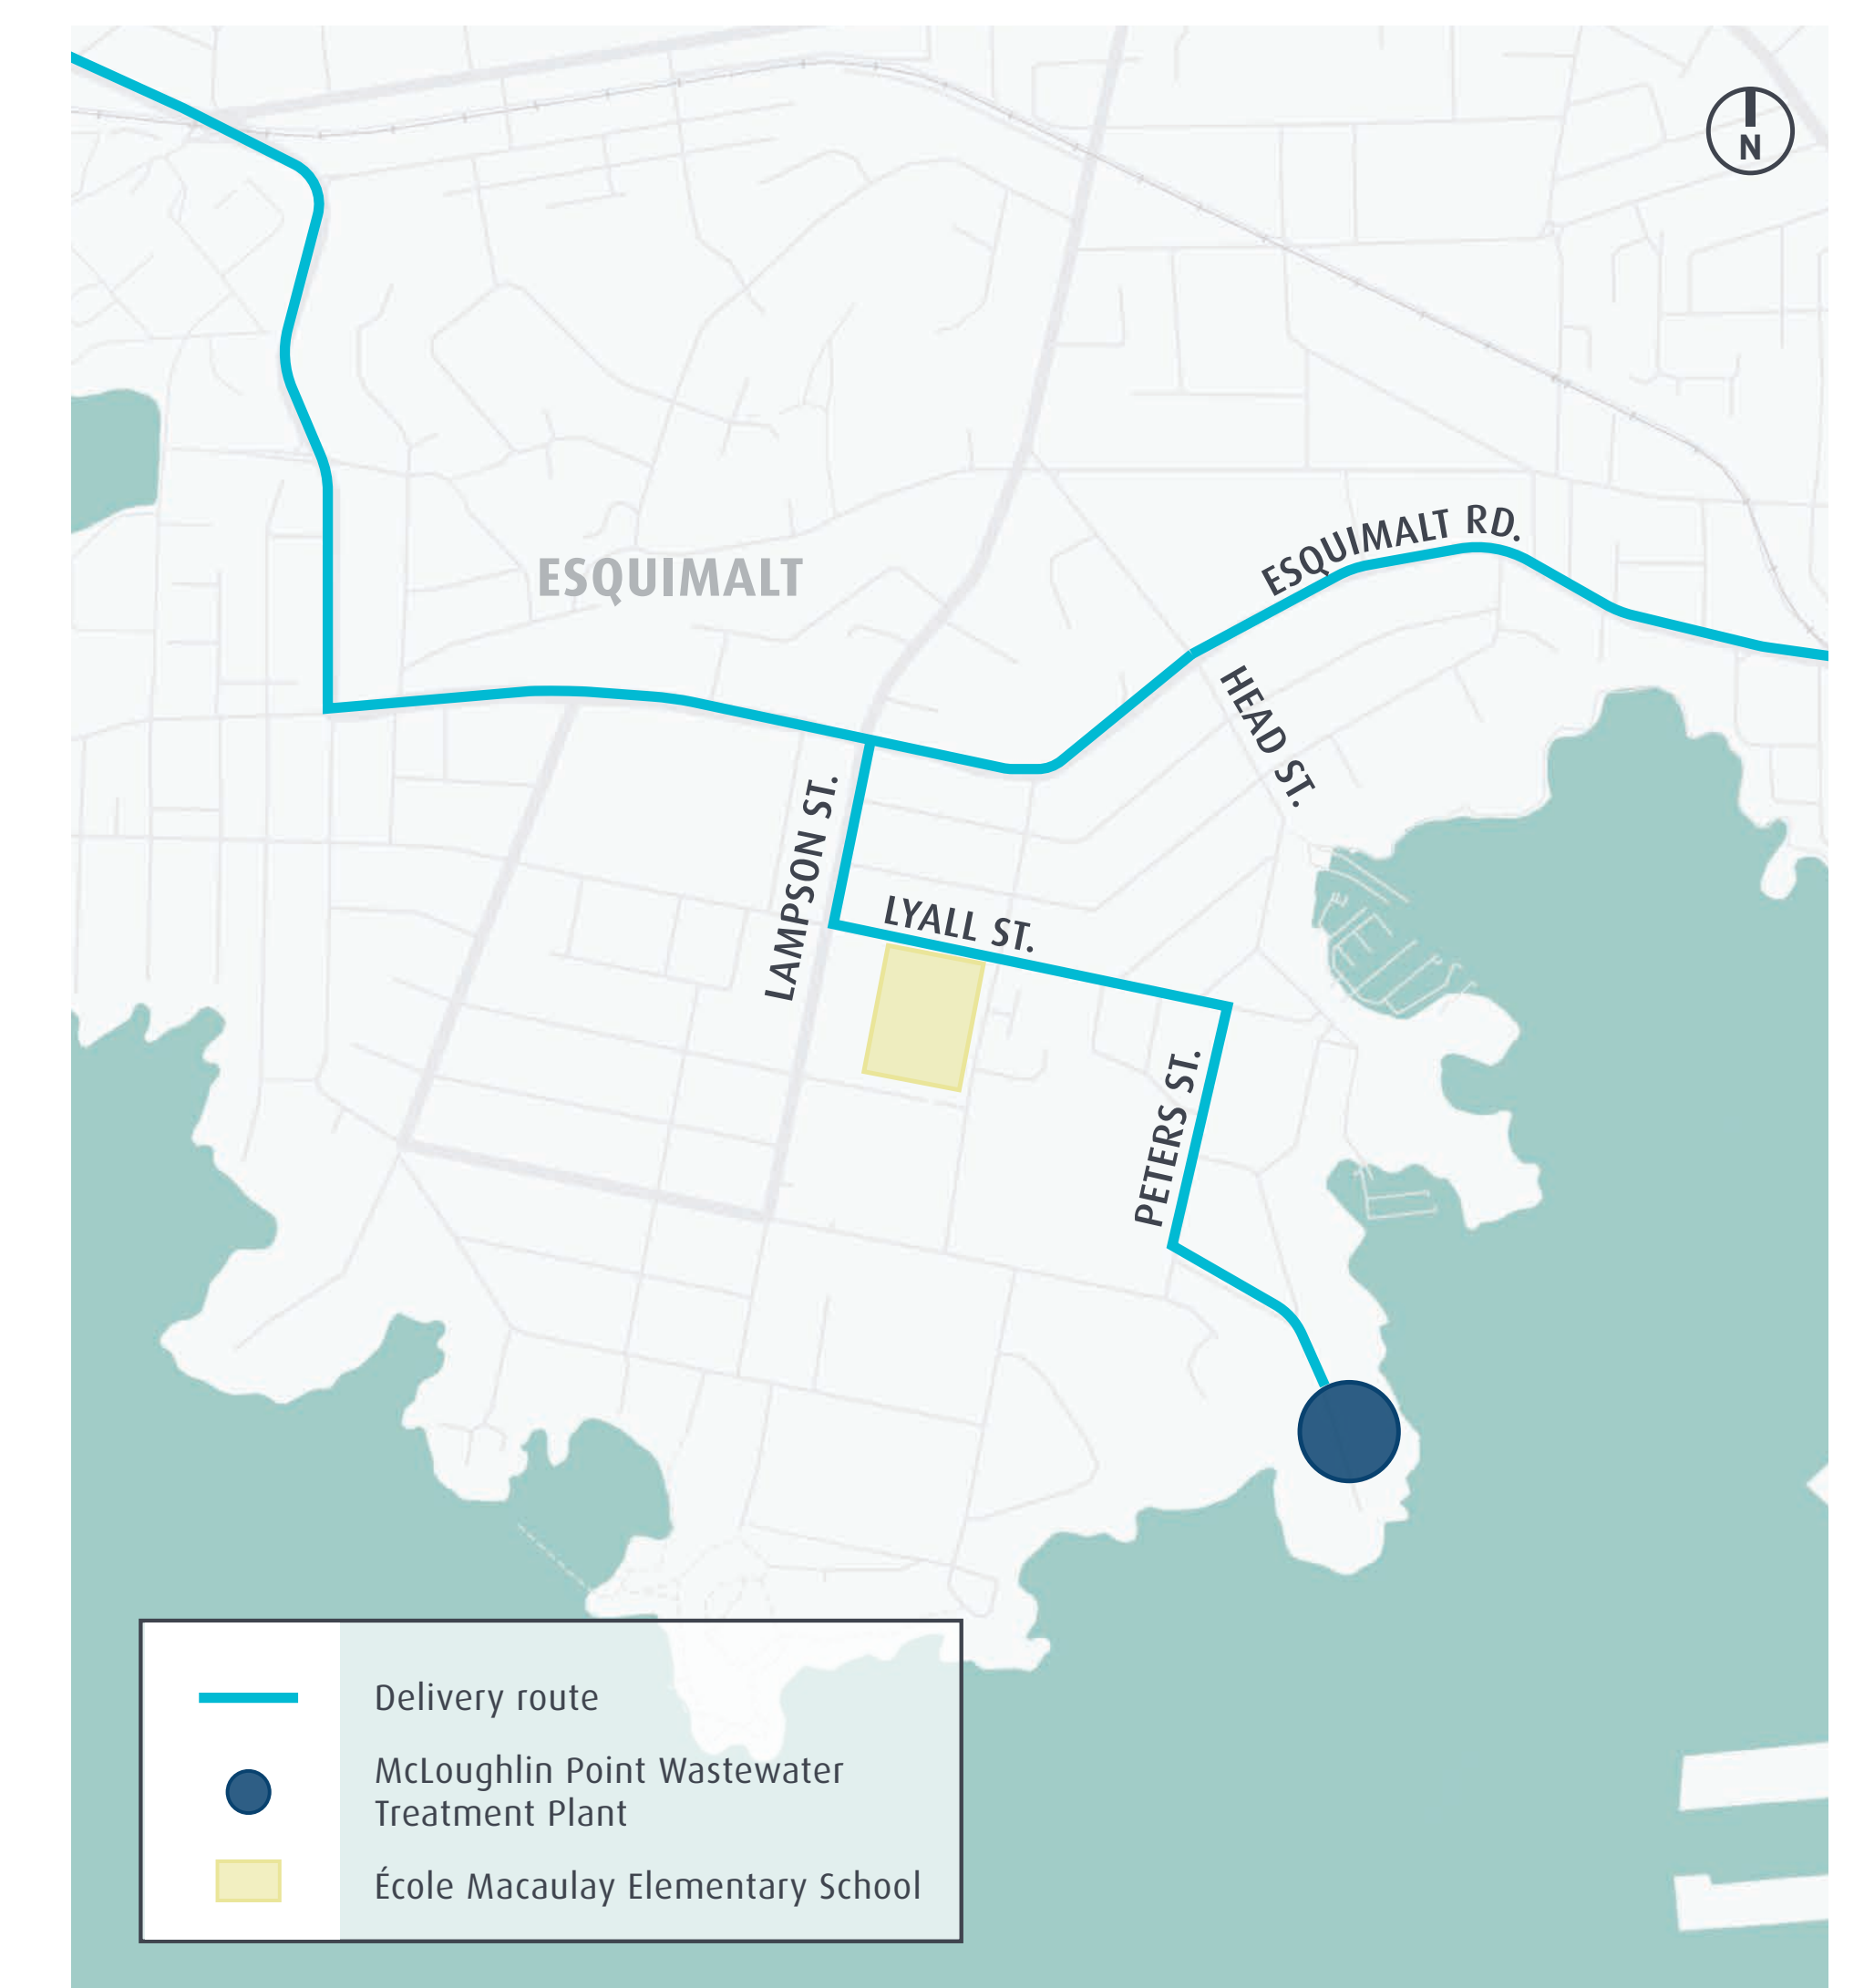 N
ESQUIMALT RD.
ESQUIMALT
HEAD ST.
LAMPSON ST.
LYALL ST.
PETERS ST.
Delivery route
McLoughlin Point Wastewater
Treatment Plant
École Macaulay Elementary School